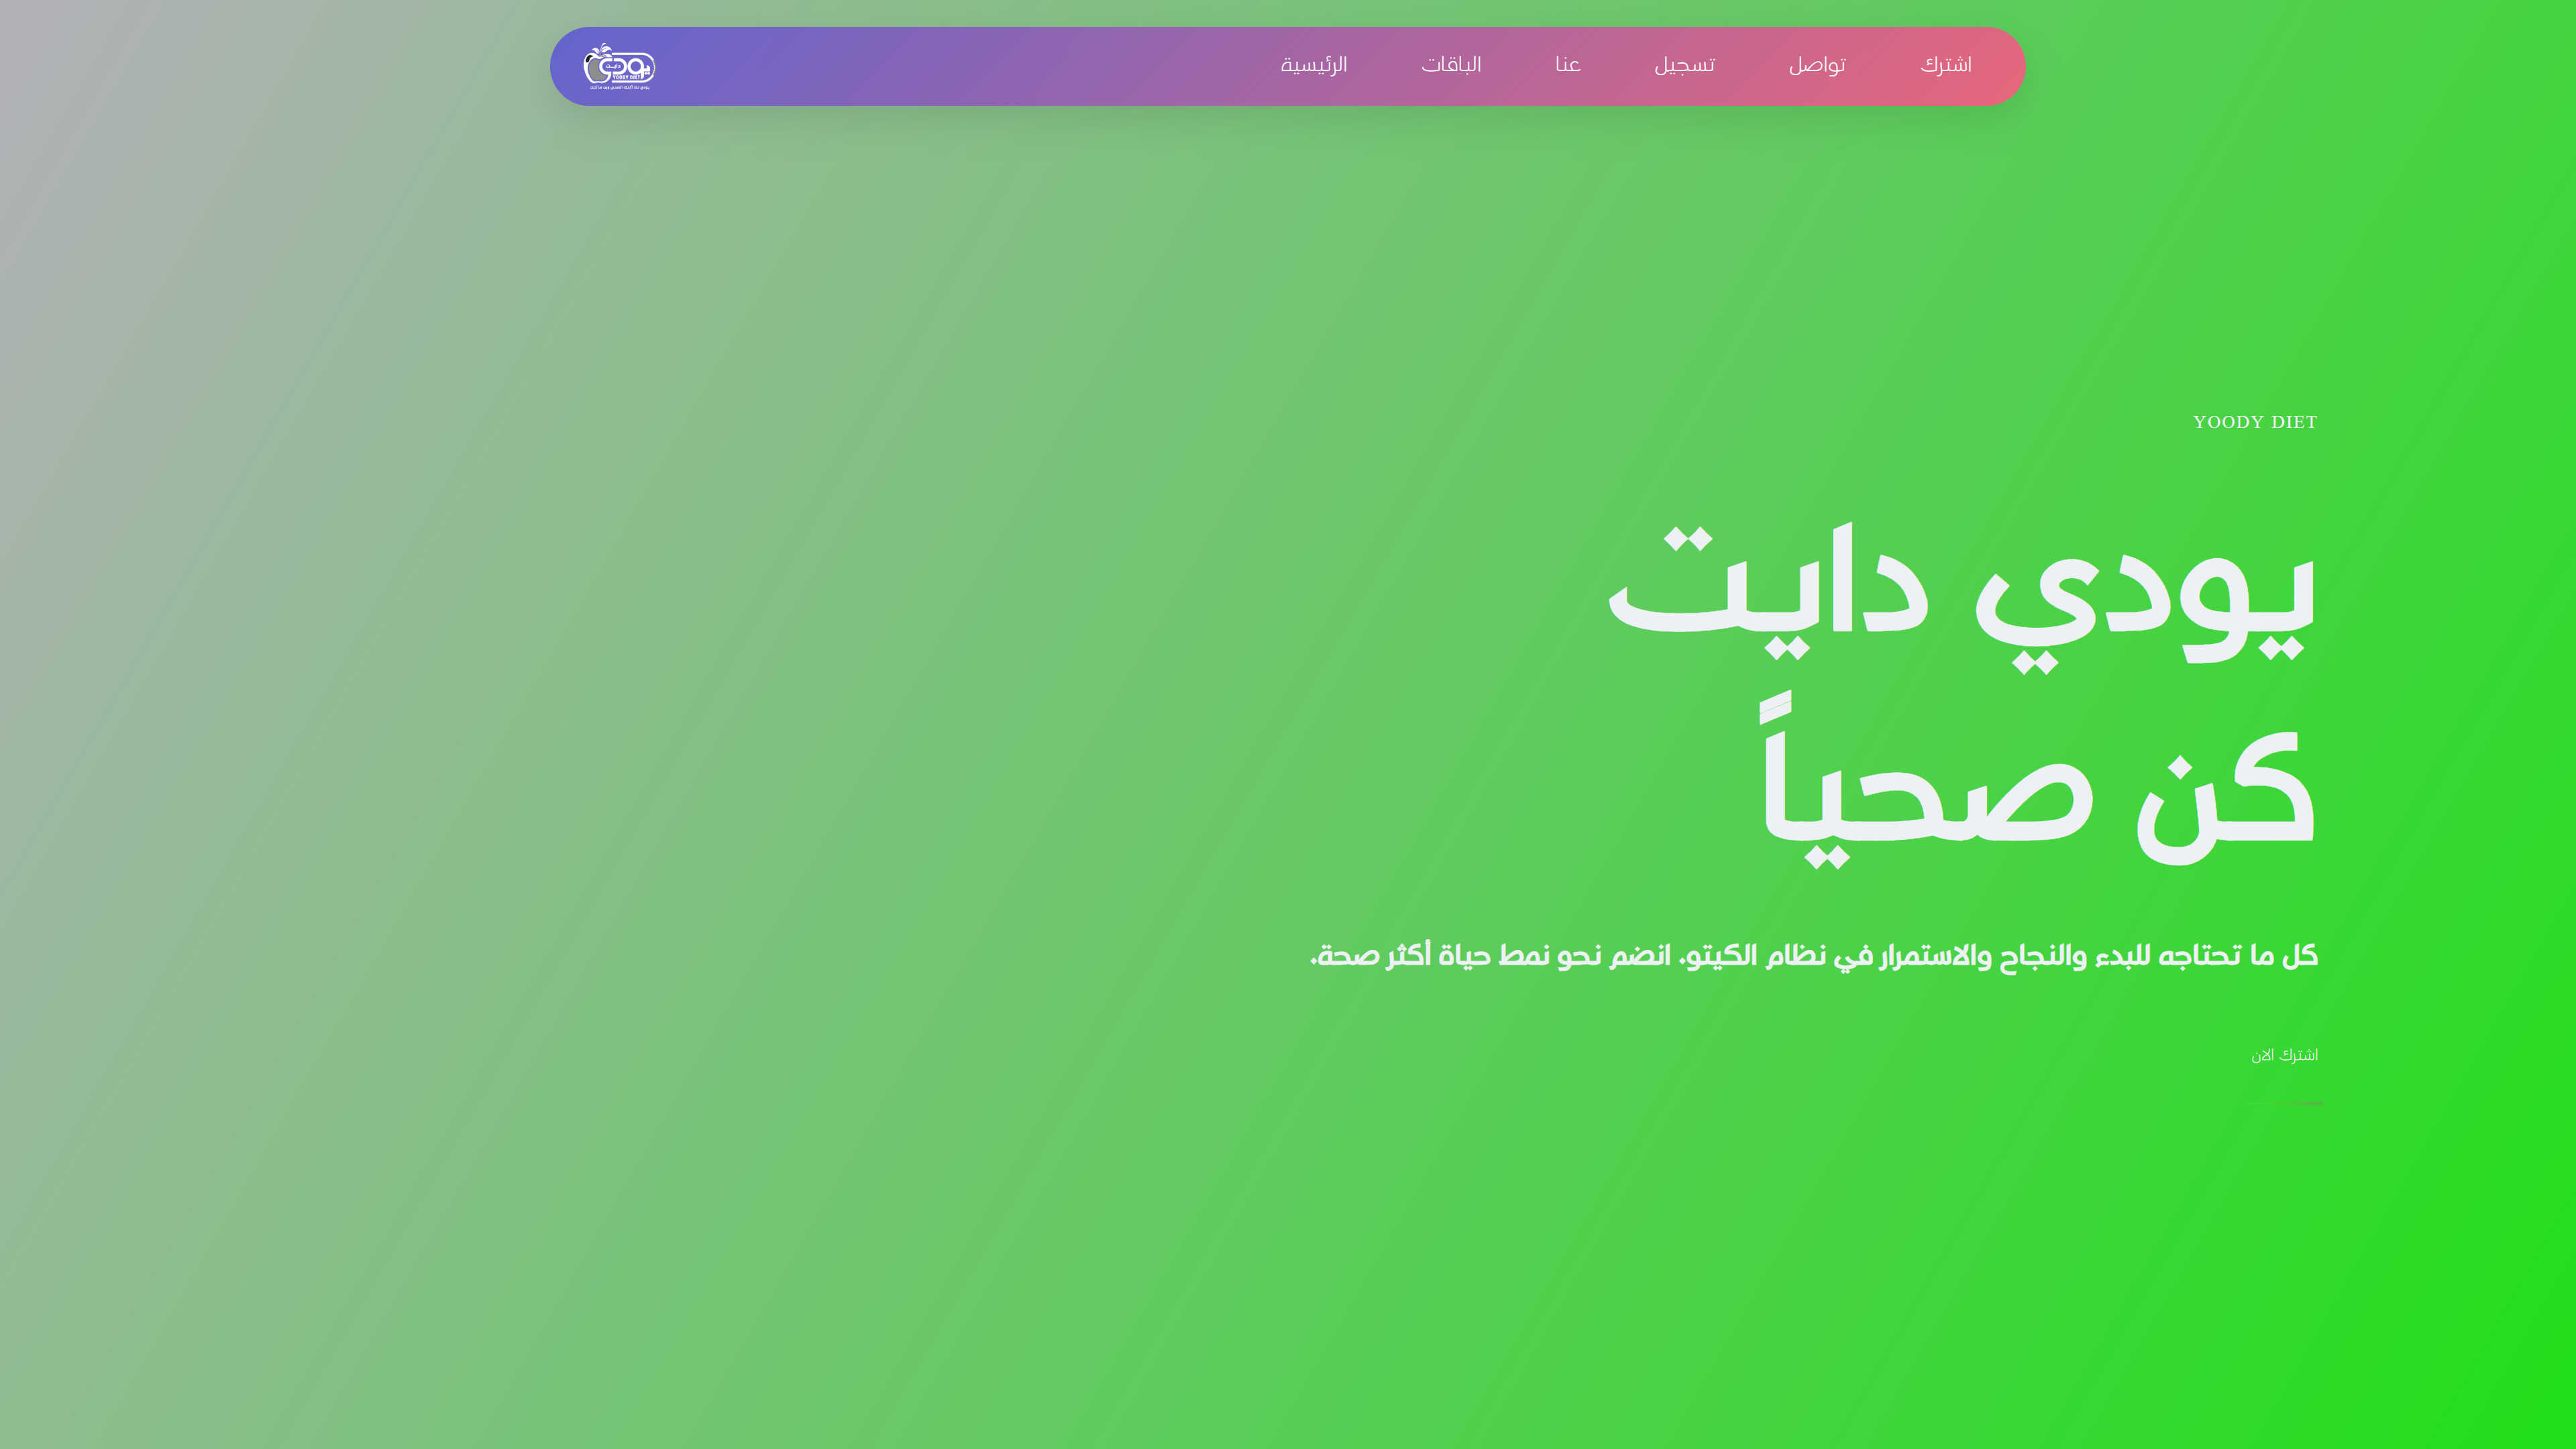 اشترك
تواصل
تسجيل
عنا
الباقات
الرئيسية
يودي دايت
YOODY DIET
YOODY DIET
يودي دايت
كن صحياً
كل ما تحتاجه للبدء والنجاح والاستمرار في نظام الكيتو. انضم نحو نمط حياة أكثر صحة.
اشترك الان